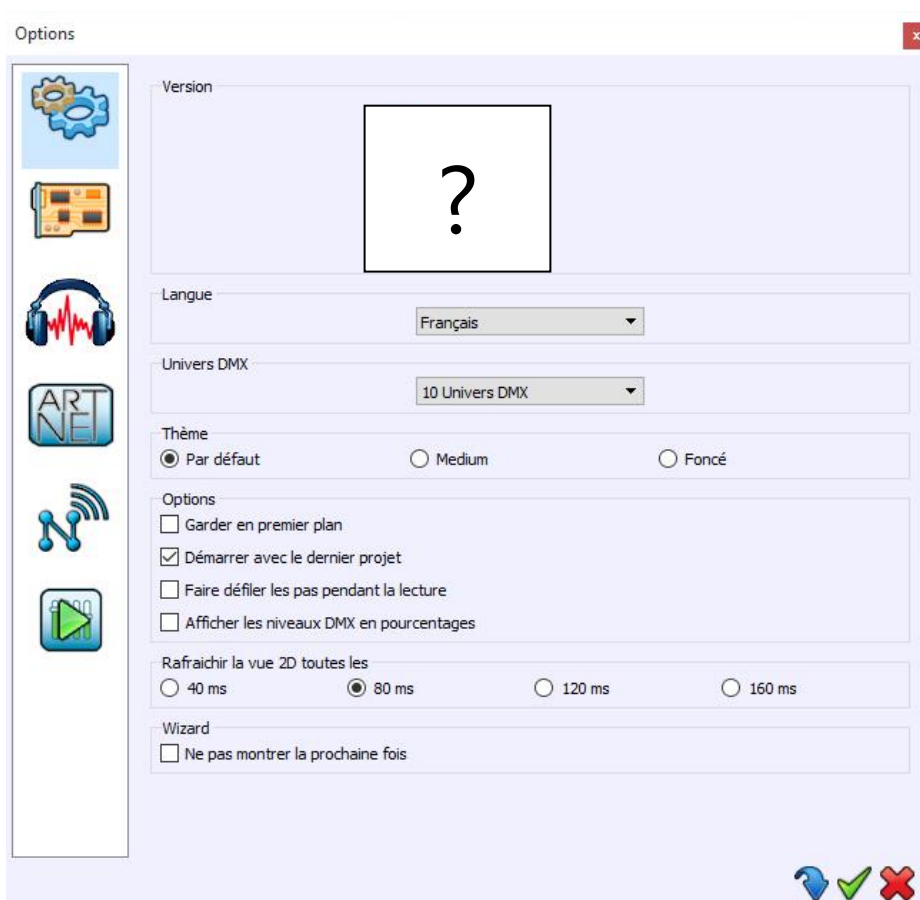 Options
x
Version
?
Langue
Français
Univers DMX
10 Univers DMX
ART
NET
Thème
Par défaut Medium Foncé
Options
Garder en premier plan
Démarrer avec le dernier projet
Faire défiler les pas pendant la lecture
Afficher les niveaux DMX en pourcentages
Rafraichir la vue 2D toutes les
40 ms 80 ms 120 ms 160 ms
Wizard
Ne pas montrer la prochaine fois